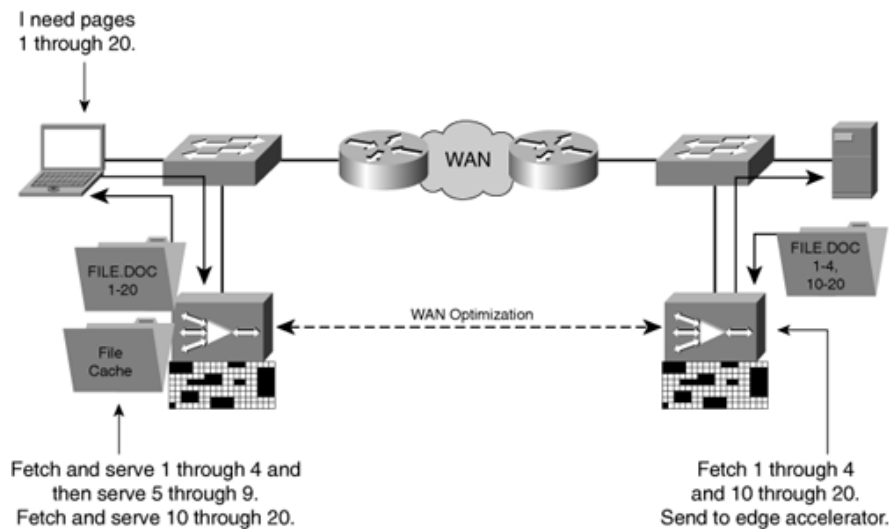 I need pages
1 through 20.
WAN
FILE.DOC
1-20
FILE.DOC
1-4,
10-20
WAN Optimization
File
Cache
Fetch and serve 1 through 4 and
then serve 5 through 9.
Fetch and serve 10 through 20.
Fetch 1 through 4
and 10 through 20.
Send to edge accelerator.